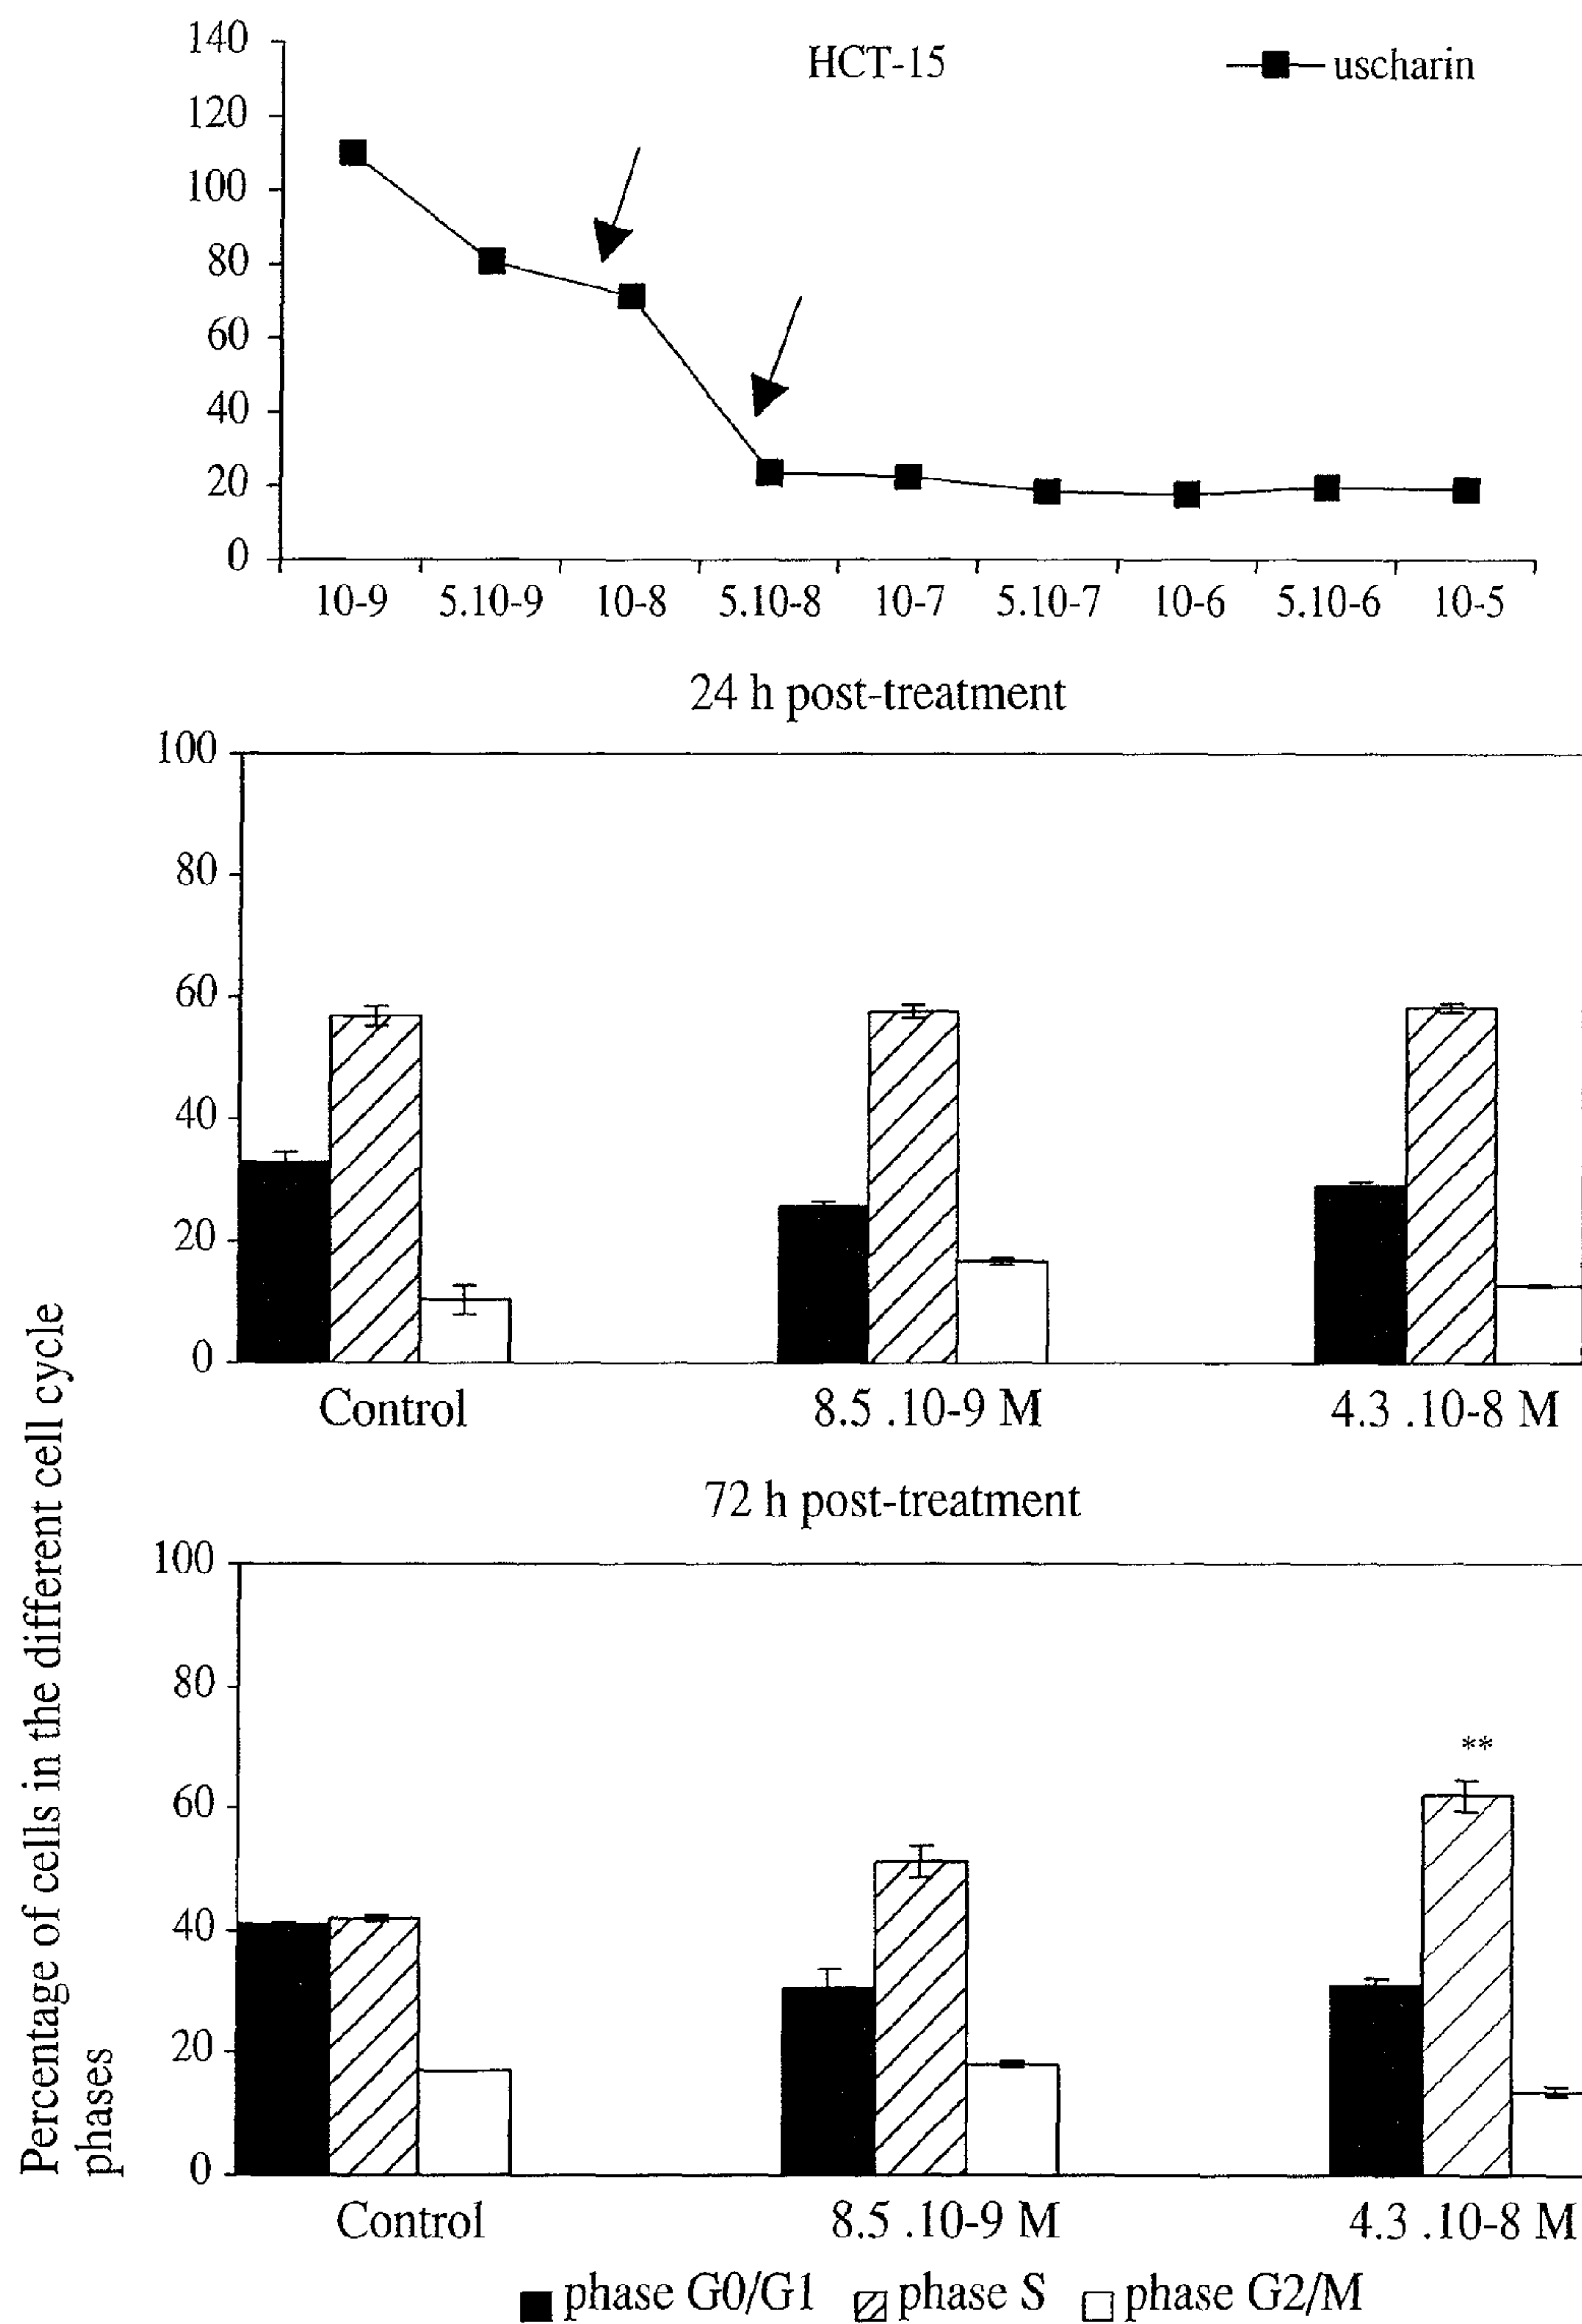 HCT-15
uscharin
140
120
100
80
60
40
20
0
10-9 5.10-9 10-8 5.10-8 10-7 5.10-7 10-6 5.10-6 10-5
24 h post-treatment
100
80
60
40
20
0
Control 8.5 .10-9 M 4.3 .10-8 M
72 h post-treatment
100
80
60
40
20
0
**
Control 8.5 .10-9 M 4.3 .10-8 M
Percentage of cells in the different cell cycle
phases
phase G0/G1 phase S phase G2/M